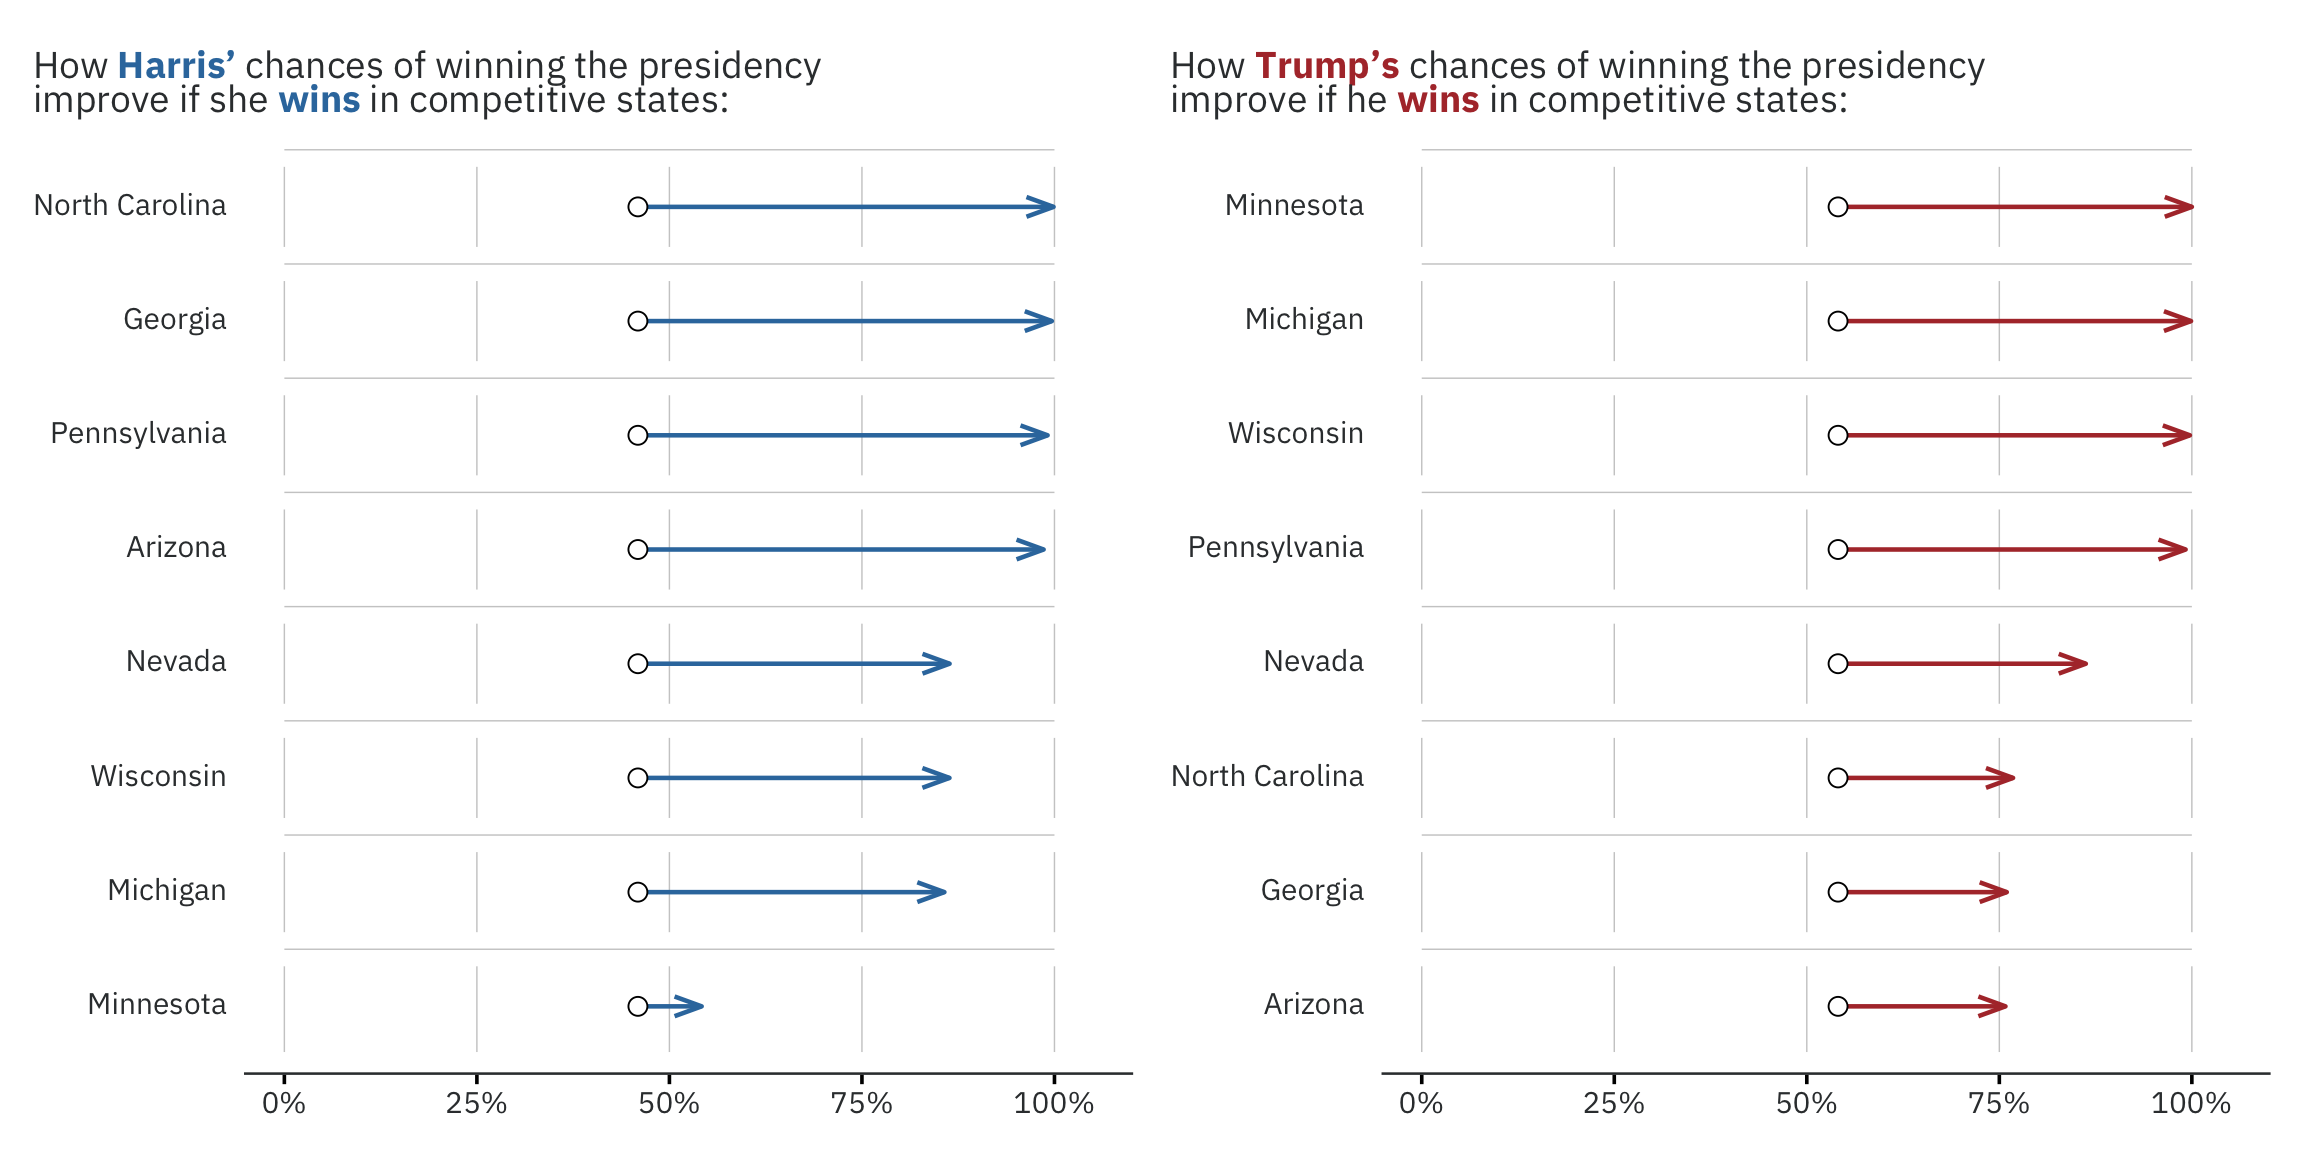 How Harris’ chances of winning the presidency
improve if she wins in competitive states:
North Carolina
Georgia
Pennsylvania
Arizona
Nevada
Wisconsin
Michigan
Minnesota
0% 25% 50% 75% 100%
How Trump’s chances of winning the presidency
improve if he wins in competitive states:
Minnesota
Michigan
Wisconsin
Pennsylvania
Nevada
North Carolina
Georgia
Arizona
0% 25% 50% 75% 100%